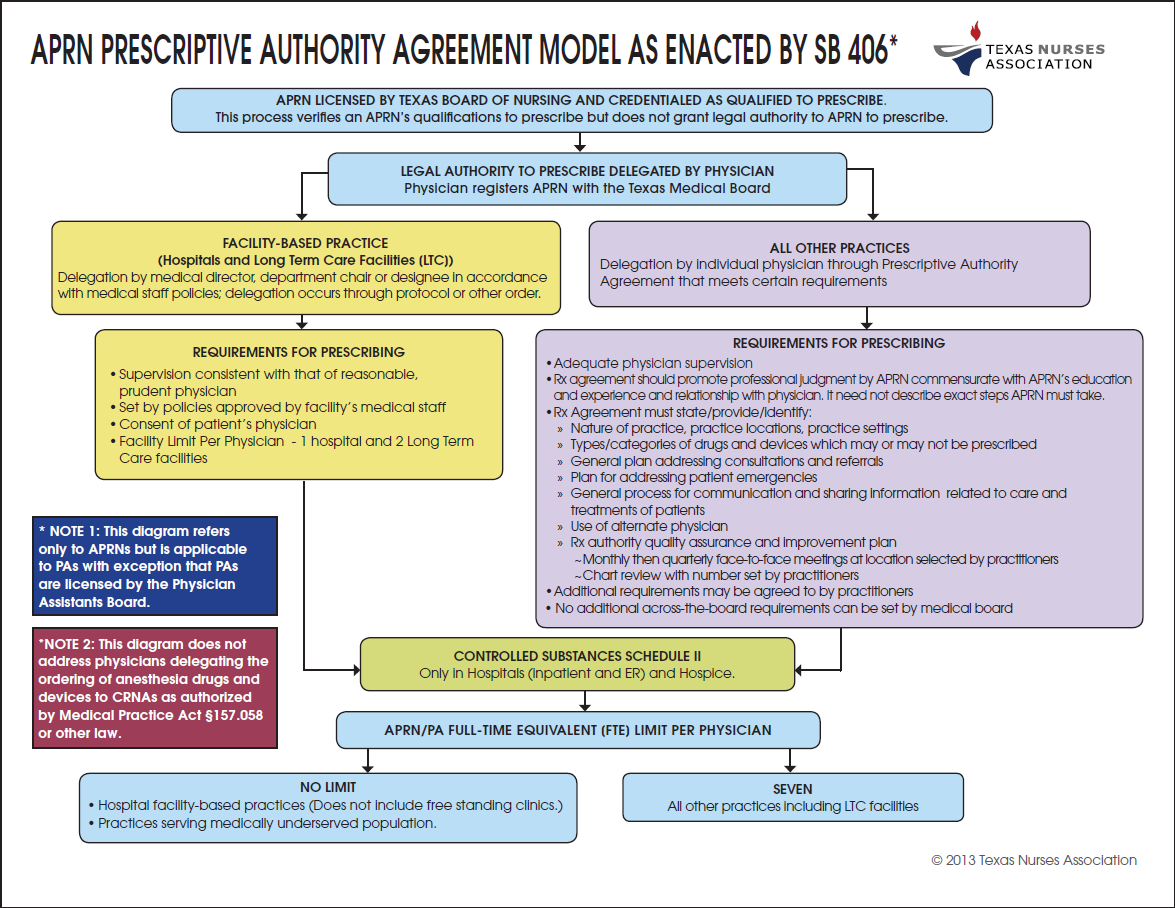 APRN PRESCRIPTIVE AUTHORITY AGREEMENT MODEL AS ENACTED BY SB 406*
TEXAS NURSES
ASSOCIATION
APRN LICENSED BY TEXAS BOARD OF NURSING AND CREDENTIALED AS QUALIFIED TO PRESCRIBE.
This process verifies an APRN's qualifications to prescribe but does not grant legal authority to APRN to prescribe.
LEGAL AUTHORITY TO PRESCRIBE DELEGATED BY PHYSICIAN
Physician registers APRN with the Texas Medical Board
FACILITY-BASED PRACTICE
(Hospitals and Long Term Care Facilities (LTC))
Delegation by medical director, department chair or designee in accordance
with medical staff policies; delegation occurs through protocol or other order.
ALL OTHER PRACTICES
Delegation by individual physician through Prescriptive Authority
Agreement that meets certain requirements
REQUIREMENTS FOR PRESCRIBING
• Supervision consistent with that of reasonable,
prudent physician
• Set by policies approved by facility's medical staff
• Consent of patient's physician
• Facility Limit Per Physician - 1 hospital and 2 Long Term
Care facilities
REQUIREMENTS FOR PRESCRIBING
• Adequate physician supervision
• Rx agreement should promote professional judgment by APRN commensurate with APRN's education
and experience and relationship with physician. It need not describe exact steps APRN must take.
• Rx Agreement must state/provide/identify:
» Nature of practice, practice locations, practice settings
» Types/categories of drugs and devices which may or may not be prescribed
» General plan addressing consultations and referrals
» Plan for addressing patient emergencies
» General process for communication and sharing information related to care and
treatments of patients
» Use of alternate physician
» Rx authority quality assurance and improvement plan
~Monthly then quarterly face-to-face meetings at location selected by practitioners
~Chart review with number set by practitioners
• Additional requirements may be agreed to by practitioners
• No additional across-the-board requirements can be set by medical board
* NOTE 1: This diagram refers
only to APRNs but is applicable
to PAs with exception that PAs
are licensed by the Physician
Assistants Board.
*NOTE 2: This diagram does not
address physicians delegating the
ordering of anesthesia drugs and
devices to CRNAs as authorized
by Medical Practice Act §157.058
or other law.
CONTROLLED SUBSTANCES SCHEDULE II
Only in Hospitals (inpatient and ER) and Hospice.
APRN/PA FULL-TIME EQUIVALENT (FTE) LIMIT PER PHYSICIAN
NO LIMIT
• Hospital facility-based practices (Does not include free standing clinics.)
• Practices serving medically underserved population.
SEVEN
All other practices including LTC facilities
© 2013 Texas Nurses Association